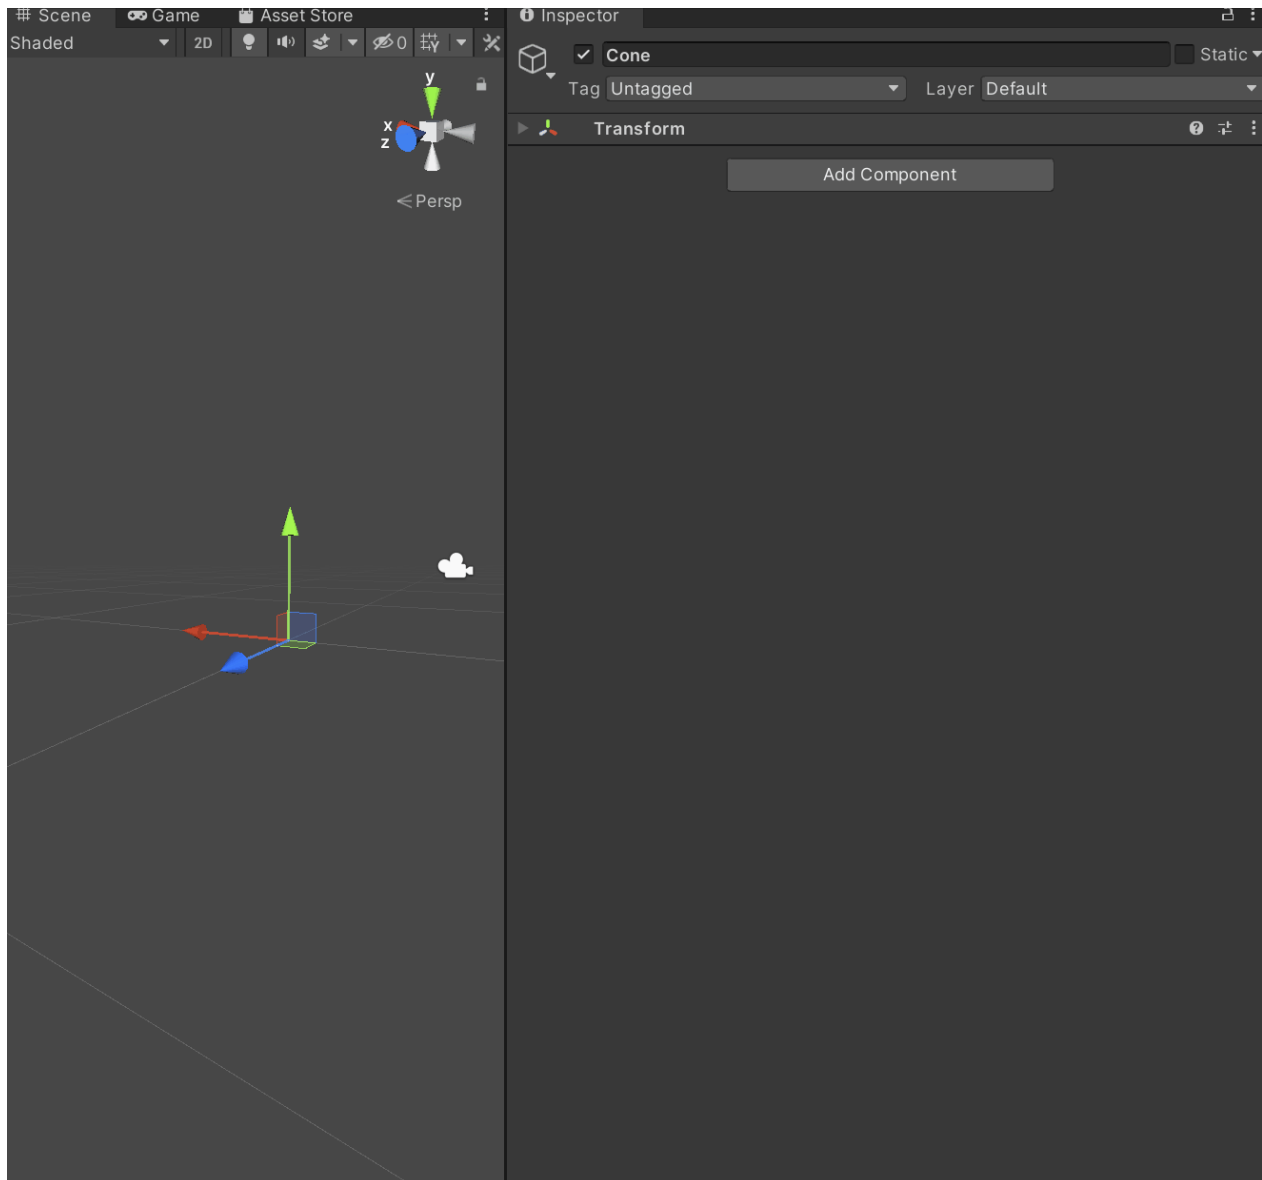 Scene Game Asset Store
Shaded 2D 0
y
x
z
Persp
Inspector
Cone Static
Tag Untagged Layer Default
Transform
Add Component